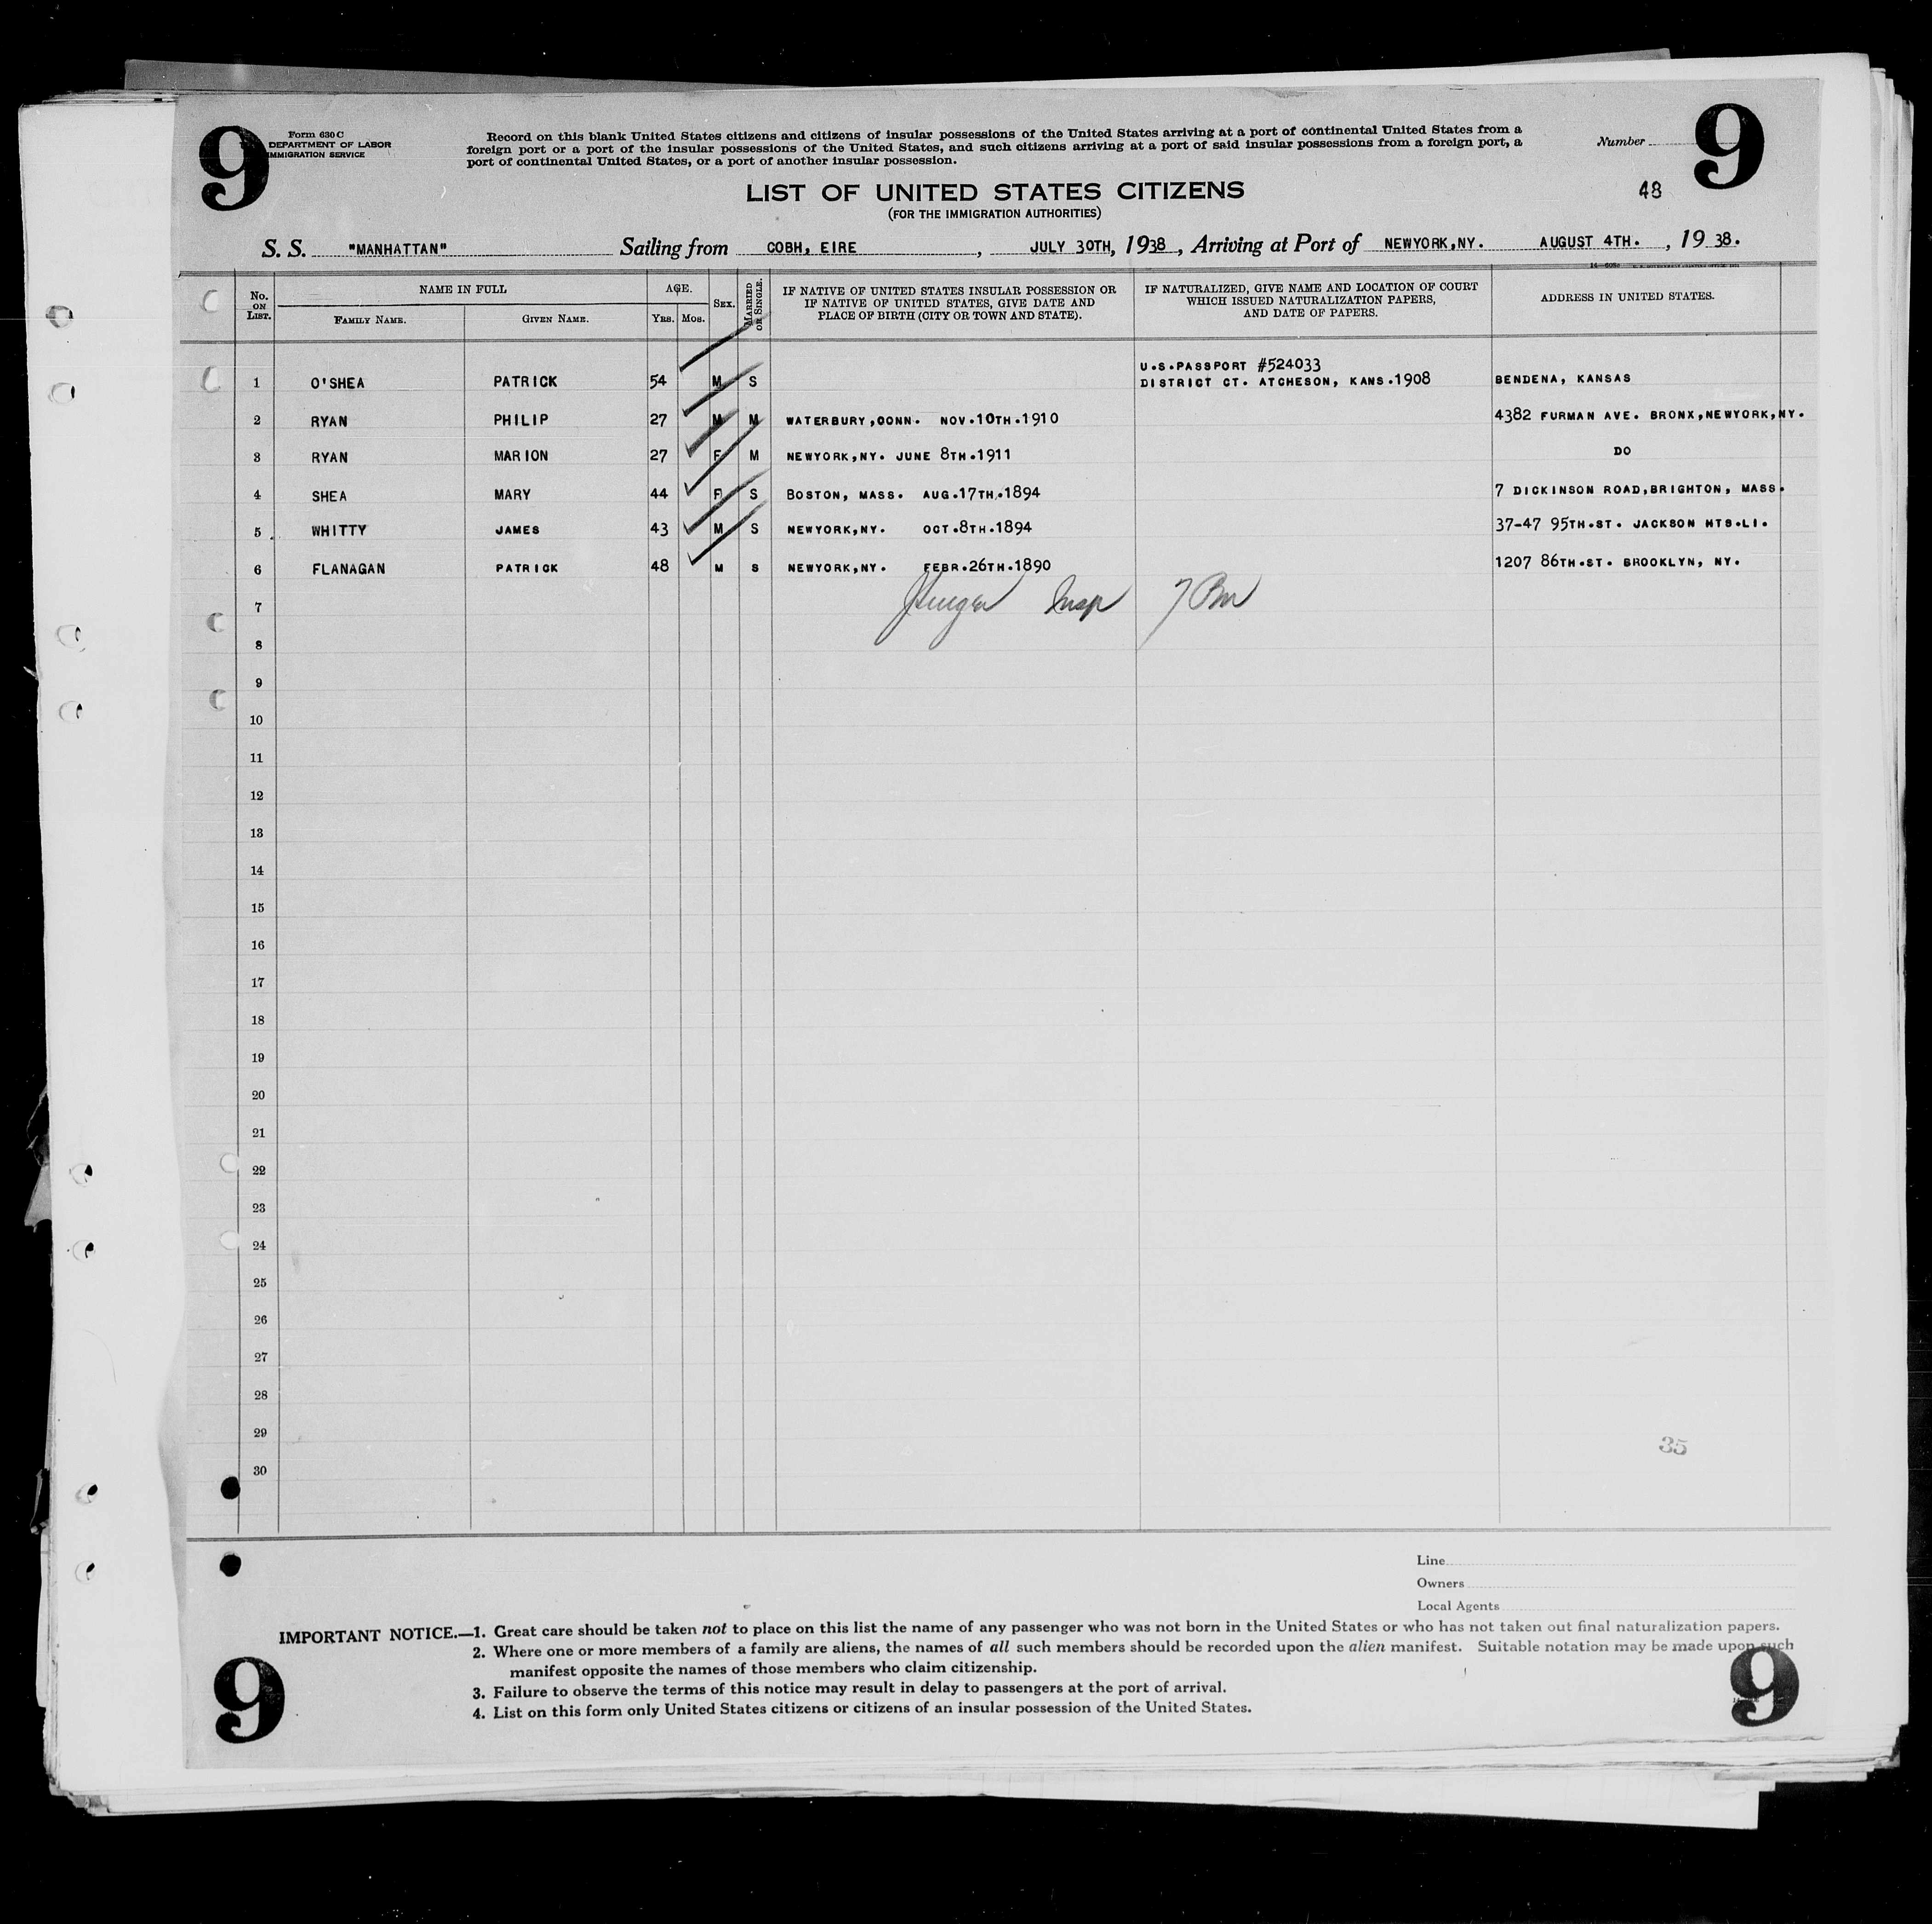 9
Form 630 C
DEPARTMENT OF LABOR
IMMIGRATION SERVICE
Record on this blank United States citizens and citizens of insular possessions of the United States arriving at a port of continental United States from a
foreign port or a port of the insular possessions of the United States, and such citizens arriving at a port of said insular possessions from a foreign port, a
port of continental United States, or a port of another insular possession.
Number
9
LIST OF UNITED STATES CITIZENS
48
(FOR THE IMMIGRATION AUTHORITIES)
S. S. "MANHATTAN" Sailing from COBH, EIRE , JULY 30TH, 1938, Arriving at Port of NEWYORK,NY. AUGUST 4TH. , 19 38.
No. ON LIST. NAME IN FULL AGE. SEX. MARRIED OR SINGLE. IF NATIVE OF UNITED STATES INSULAR POSSESSION OR IF NATIVE OF UNITED STATES, GIVE DATE AND PLACE OF BIRTH (CITY OR TOWN AND STATE). IF NATURALIZED, GIVE NAME AND LOCATION OF COURT WHICH ISSUED NATURALIZATION PAPERS, AND DATE OF PAPERS. ADDRESS IN UNITED STATES.
FAMILY NAME. GIVEN NAME. YRS. MOS.
U.S.PASSPORT #524033
1 O'SHEA PATRICK 54 M S DISTRICT CT. ATCHESON, KANS.1908 BENDENA, KANSAS
2 RYAN PHILIP 27 M M WATERBURY,CONN. NOV.10TH.1910 4382 FURMAN AVE. BRONX,NEWYORK,NY.
3 RYAN MARION 27 F M NEWYORK,NY. JUNE 8TH.1911 DO
4 SHEA MARY 44 F S BOSTON, MASS. AUG.17TH.1894 7 DICKINSON ROAD,BRIGHTON, MASS.
5 WHITTY JAMES 43 M S NEWYORK,NY. OCT.8TH.1894 37-47 95TH.ST. JACKSON HTS.LI.
6 FLANAGAN PATRICK 48 M S NEWYORK,NY. FEBR.26TH.1890 1207 86TH.ST. BROOKLYN, NY.
7 Insp
8
9
10
11
12
13
14
15
16
17
18
19
20
21
22
23
24
25
26
27
28
29
35
30
Line
Owners
Local Agents
IMPORTANT NOTICE.—1. Great care should be taken not to place on this list the name of any passenger who was not born in the United States or who has not taken out final naturalization papers.
2. Where one or more members of a family are aliens, the names of all such members should be recorded upon the alien manifest. Suitable notation may be made upon such
manifest opposite the names of those members who claim citizenship.
3. Failure to observe the terms of this notice may result in delay to passengers at the port of arrival.
4. List on this form only United States citizens or citizens of an insular possession of the United States.
9
9